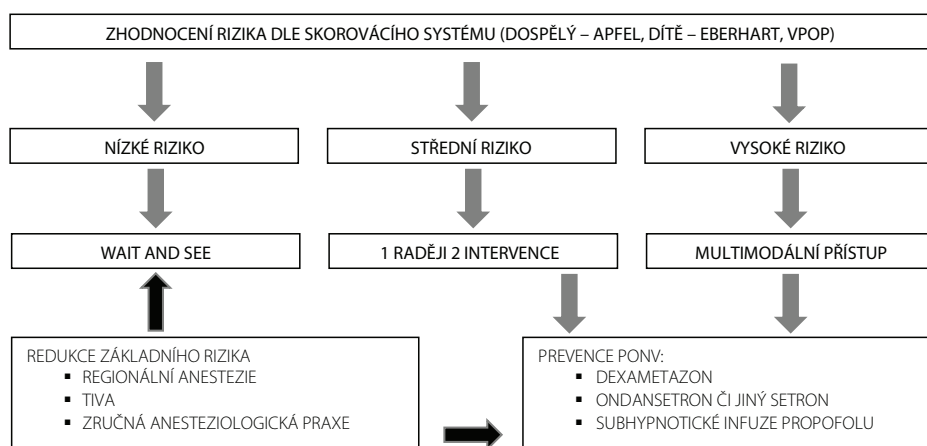 ZHODNOCENÍ RIZIKA DLE SKOROVÁCÍHO SYSTÉMU (DOSPĚLÝ – APFEL, DÍTĚ – EBERHART, VPOP)
NÍZKÉ RIZIKO
STŘEDNÍ RIZIKO
VYSOKÉ RIZIKO
WAIT AND SEE
1 RADĚJI 2 INTERVENCE
MULTIMODÁLNÍ PŘÍSTUP
REDUKCE ZÁKLADNÍHO RIZIKA
▪ REGIONÁLNÍ ANESTEZIE
▪ TIVA
▪ ZRUČNÁ ANESTEZIOLOGICKÁ PRAXE
PREVENCE PONV:
▪ DEXAMETAZON
▪ ONDANSETRON ČI JINÝ SETRON
▪ SUBHYPNOTICKÉ INFUZE PROPOFOLU